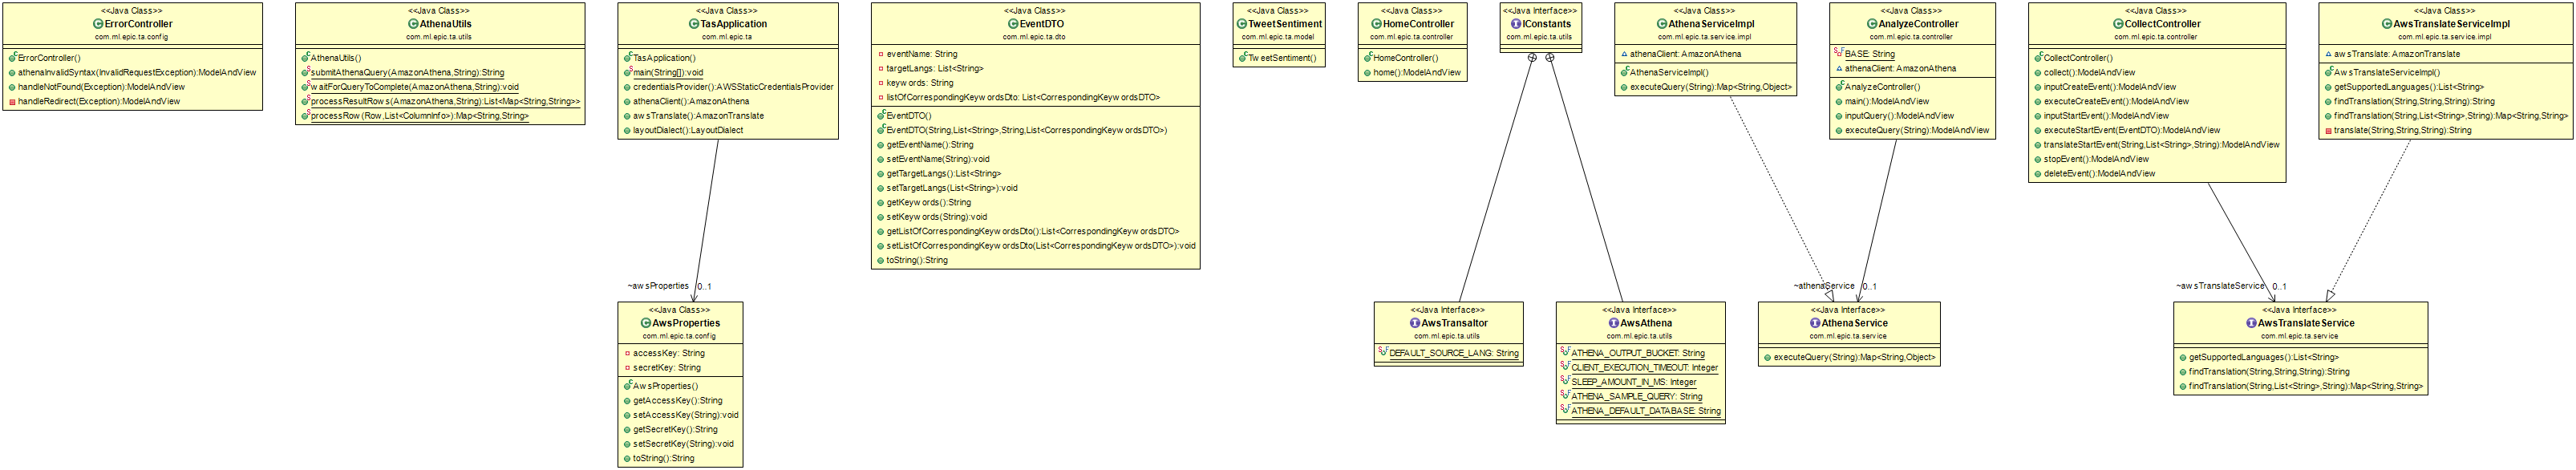 <<Java Class>>
ErrorController
com.ml.epic.ta.config
ErrorController()
athenaInvalidSyntax(InvalidRequestException):ModelAndView
handleNotFound(Exception):ModelAndView
handleRedirect(Exception):ModelAndView
<<Java Class>>
AthenaUtils
com.ml.epic.ta.utils
AthenaUtils()
submitAthenaQuery(AmazonAthena,String):String
waitForQueryToComplete(AmazonAthena,String):void
processResultRows(AmazonAthena,String):List<Map<String,String>>
processRow(Row,List<ColumnInfo>):Map<String,String>
<<Java Class>>
TasApplication
com.ml.epic.ta
TasApplication()
main(String[]):void
credentialsProvider():AWSStaticCredentialsProvider
athenaClient():AmazonAthena
awsTranslate():AmazonTranslate
layoutDialect():LayoutDialect
~awsProperties
0..1
<<Java Class>>
AwsProperties
com.ml.epic.ta.config
accessKey: String
secretKey: String
AwsProperties()
getAccessKey():String
setAccessKey(String):void
getSecretKey():String
setSecretKey(String):void
toString():String
<<Java Class>>
EventDTO
com.ml.epic.ta.dto
eventName: String
targetLangs: List<String>
keywords: String
listOfCorrespondingKeywordsDto: List<CorrespondingKeywordsDTO>
EventDTO()
EventDTO(String,List<String>,String,List<CorrespondingKeywordsDTO>)
getEventName():String
setEventName(String):void
getTargetLangs():List<String>
setTargetLangs(List<String>):void
getKeywords():String
setKeywords(String):void
getListOfCorrespondingKeywordsDto():List<CorrespondingKeywordsDTO>
setListOfCorrespondingKeywordsDto(List<CorrespondingKeywordsDTO>):void
toString():String
<<Java Class>>
TweetSentiment
com.ml.epic.ta.model
TweetSentiment()
<<Java Class>>
HomeController
com.ml.epic.ta.controller
HomeController()
home():ModelAndView
<<Java Interface>>
IConstants
com.ml.epic.ta.utils
<<Java Interface>>
AwsTransaltor
com.ml.epic.ta.utils
DEFAULT_SOURCE_LANG: String
<<Java Interface>>
AwsAthena
com.ml.epic.ta.utils
ATHENA_OUTPUT_BUCKET: String
CLIENT_EXECUTION_TIMEOUT: Integer
SLEEP_AMOUNT_IN_MS: Integer
ATHENA_SAMPLE_QUERY: String
ATHENA_DEFAULT_DATABASE: String
<<Java Class>>
AthenaServiceImpl
com.ml.epic.ta.service.impl
athenaClient: AmazonAthena
AthenaServiceImpl()
executeQuery(String):Map<String,Object>
<<Java Class>>
AnalyzeController
com.ml.epic.ta.controller
BASE: String
athenaClient: AmazonAthena
AnalyzeController()
main():ModelAndView
inputQuery():ModelAndView
executeQuery(String):ModelAndView
~athenaService
0..1
<<Java Interface>>
AthenaService
com.ml.epic.ta.service
executeQuery(String):Map<String,Object>
<<Java Class>>
CollectController
com.ml.epic.ta.controller
CollectController()
collect():ModelAndView
inputCreateEvent():ModelAndView
executeCreateEvent():ModelAndView
inputStartEvent():ModelAndView
executeStartEvent(EventDTO):ModelAndView
translateStartEvent(String,List<String>,String):ModelAndView
stopEvent():ModelAndView
deleteEvent():ModelAndView
<<Java Class>>
AwsTranslateServiceImpl
com.ml.epic.ta.service.impl
awsTranslate: AmazonTranslate
AwsTranslateServiceImpl()
getSupportedLanguages():List<String>
findTranslation(String,String,String):String
findTranslation(String,List<String>,String):Map<String,String>
translate(String,String,String):String
~awsTranslateService
0..1
<<Java Interface>>
AwsTranslateService
com.ml.epic.ta.service
getSupportedLanguages():List<String>
findTranslation(String,String,String):String
findTranslation(String,List<String>,String):Map<String,String>